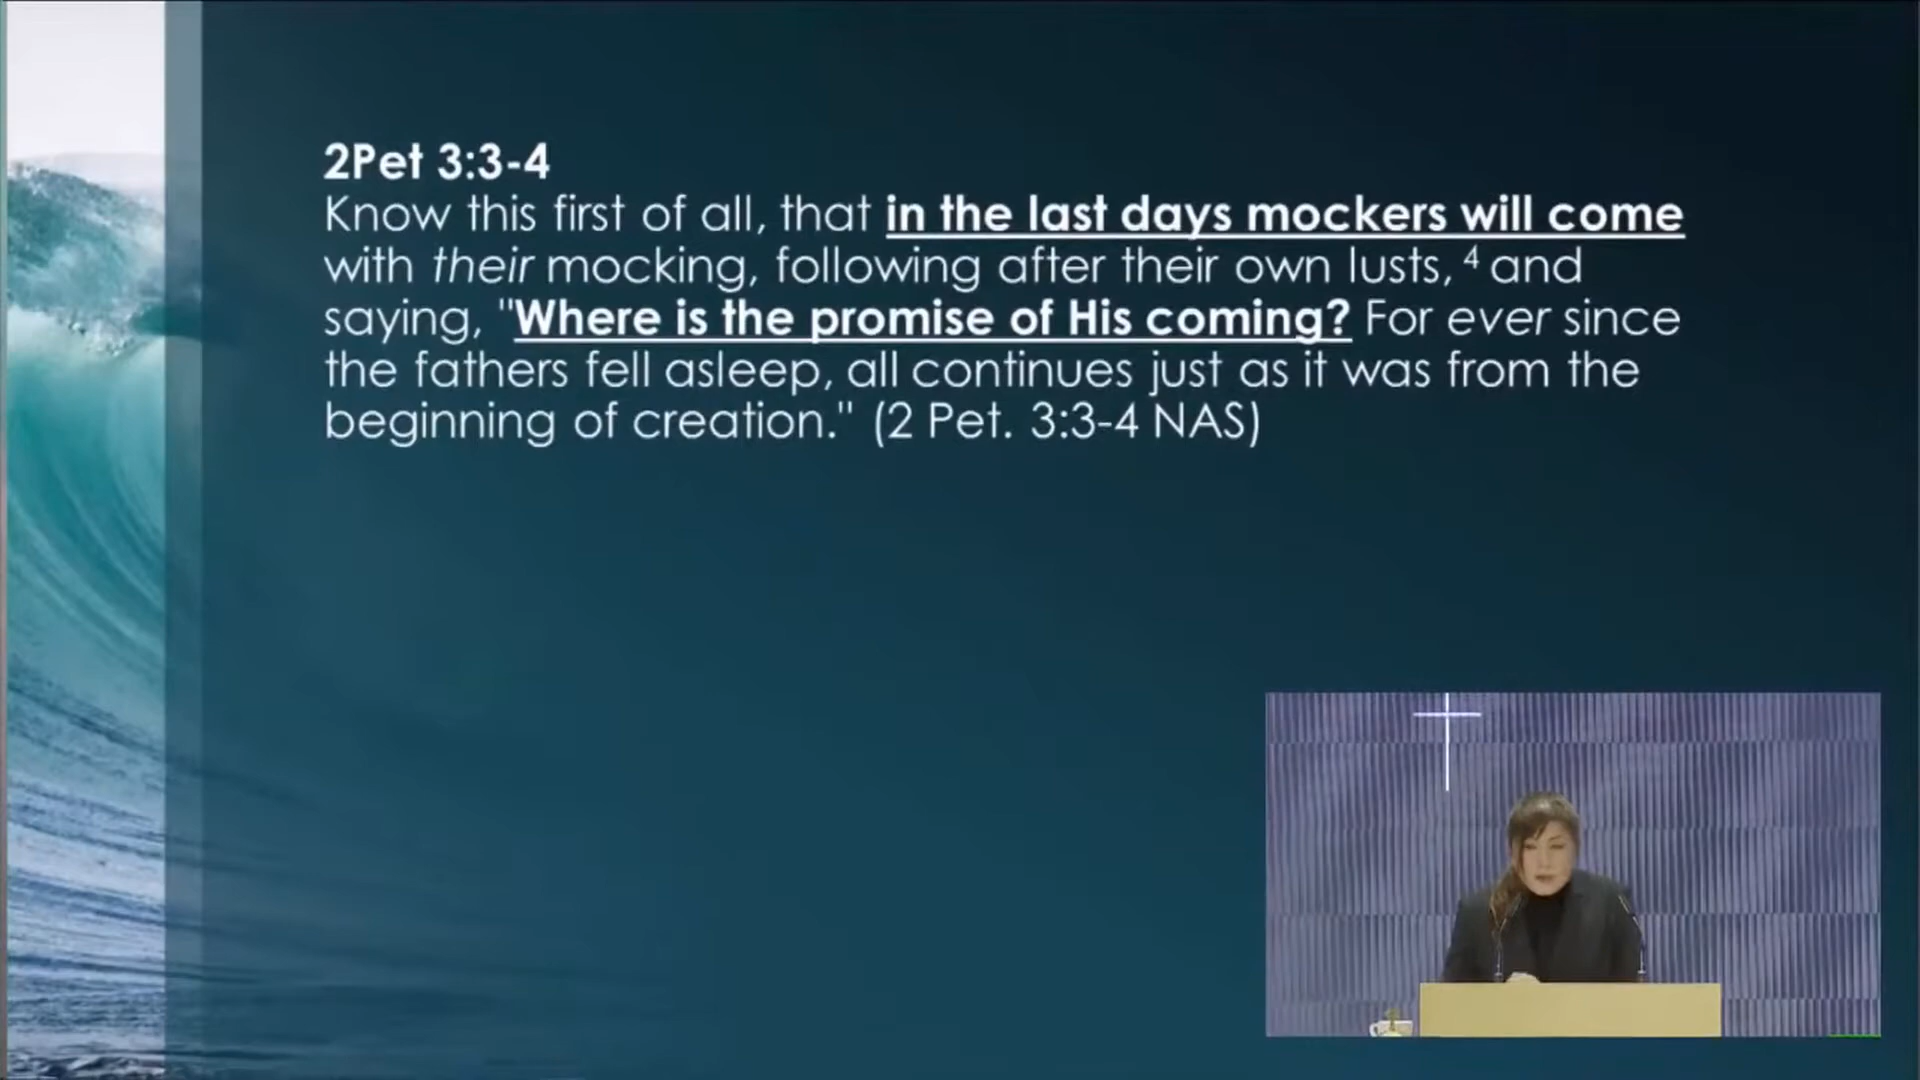 2Pet 3:3-4
Know this first of all, that in the last days mockers will come
with their mocking, following after their own lusts, ⁴ and
saying, "Where is the promise of His coming? For ever since
the fathers fell asleep, all continues just as it was from the
beginning of creation." (2 Pet. 3:3-4 NAS)